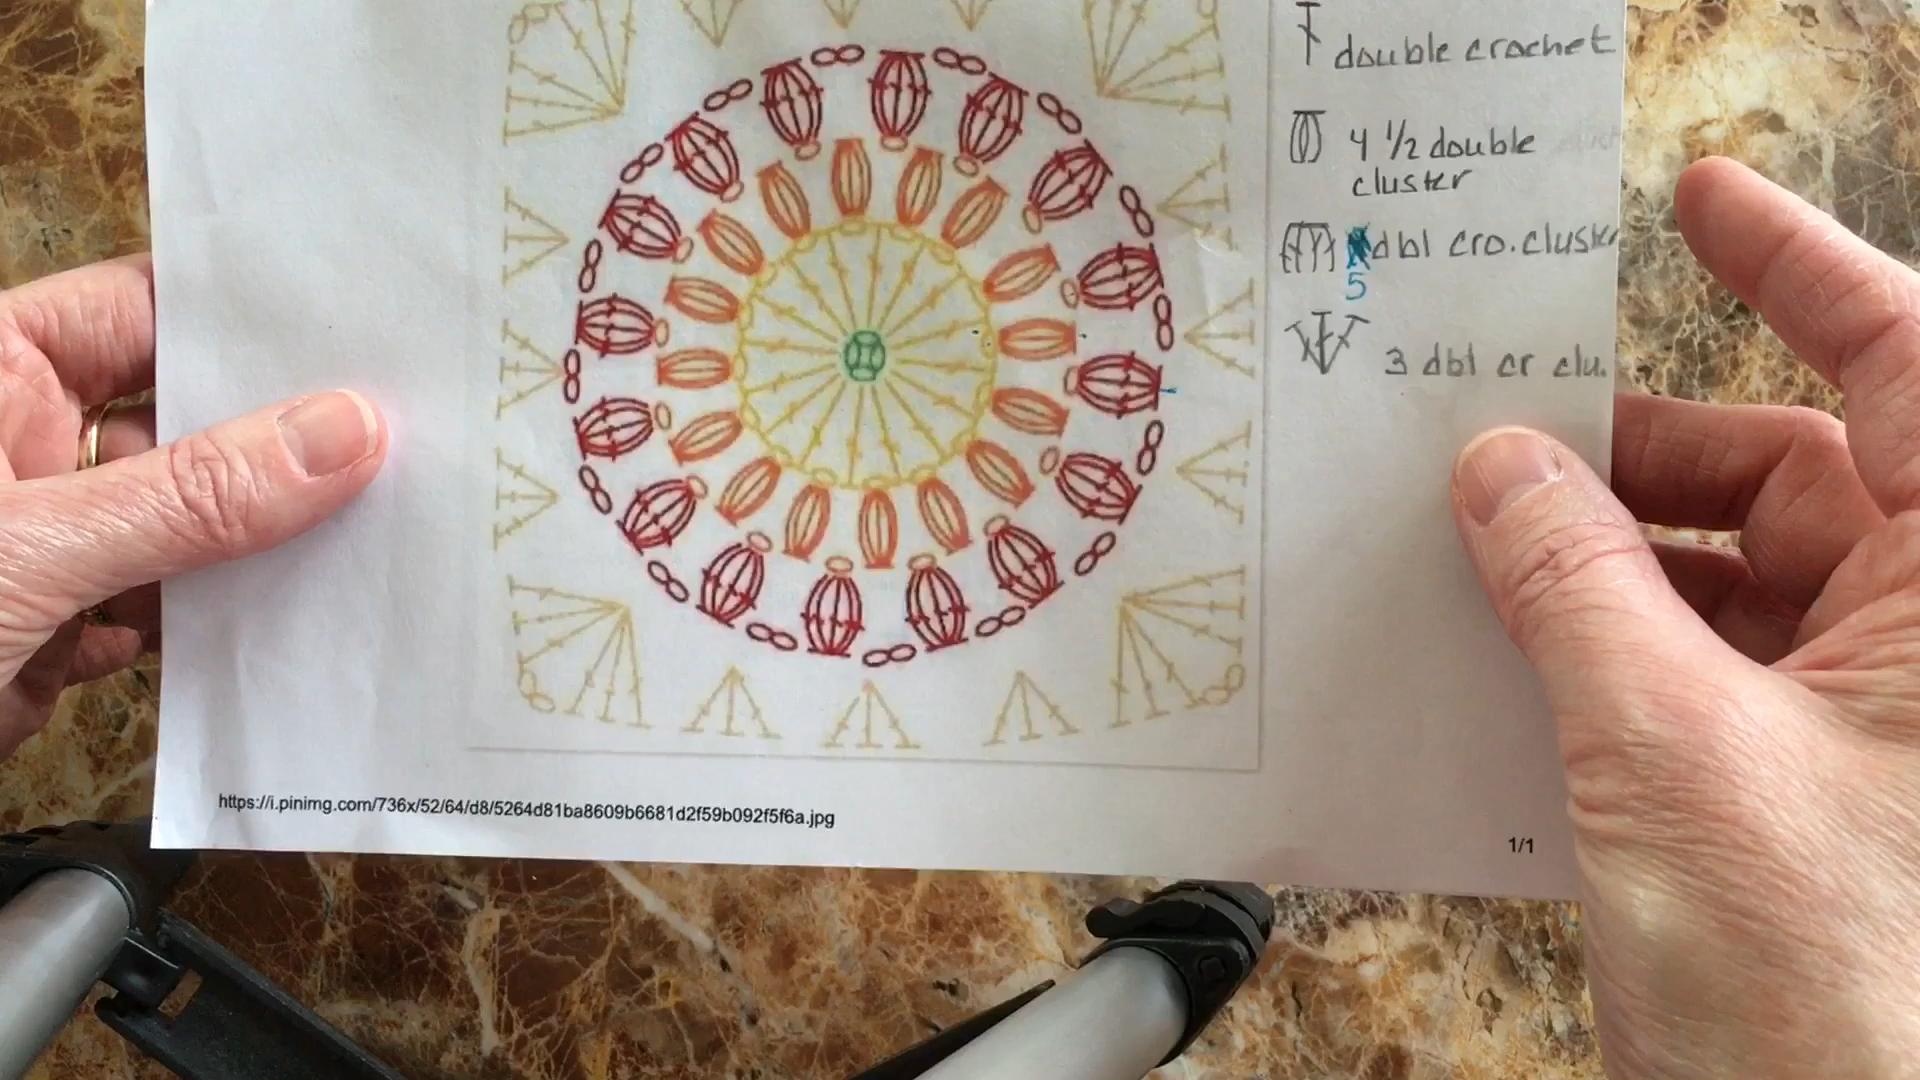 double crochet
4 1/2 double
cluster
dbl cro. cluster
5
3 dbl cr clu.
https://i.pinimg.com/736x/52/64/d8/5264d81ba8609b6681d2f59b092f5f6a.jpg
1/1